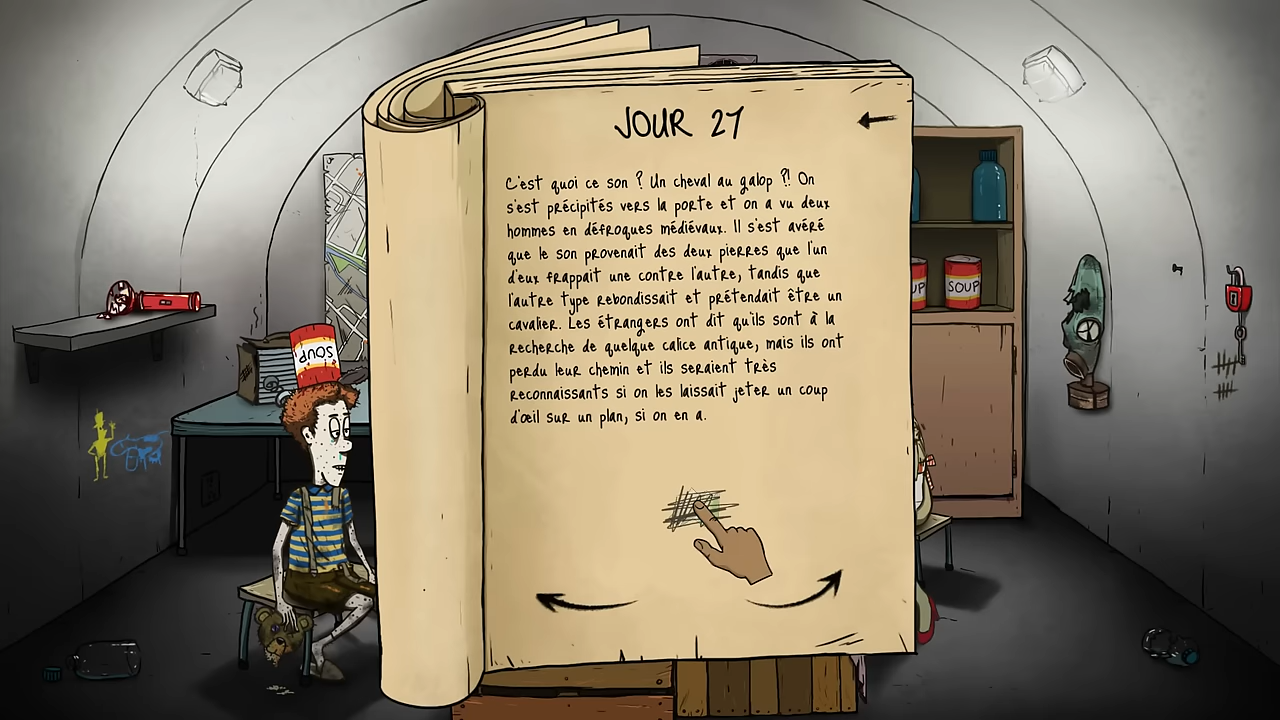 JOUR 27
C'est quoi ce son ? Un cheval au galop ?! On
s'est précipités vers la porte et on a vu deux
hommes en défroques médiévaux. Il s'est avéré
que le son provenait des deux pierres que l'un
d'eux frappait une contre l'autre, tandis que
l'autre type rebondissait et prétendait être un
cavalier. Les étrangers ont dit qu'ils sont à la
recherche de quelque calice antique, mais ils ont
perdu leur chemin et ils seraient très
reconnaissants si on les laissait jeter un coup
d'œil sur un plan, si on en a.
UP
SOUP
SOUP